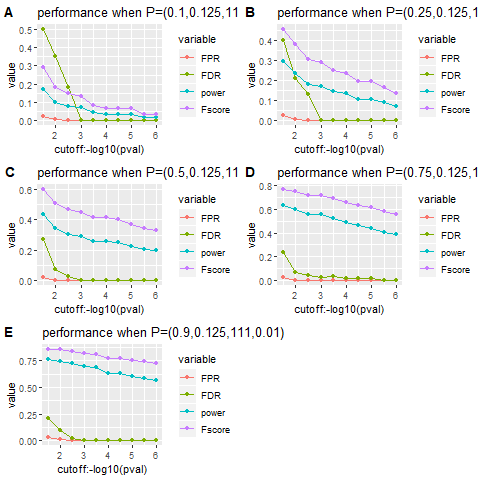 A
performance when P=(0.1,0.125,11
value
0.5
0.4
0.3
0.2
0.1
0.0
2 3 4 5 6
cutoff:-log10(pval)
variable
FPR
FDR
power
Fscore
B
performance when P=(0.25,0.125,1
value
0.4
0.3
0.2
0.1
0.0
2 3 4 5 6
cutoff:-log10(pval)
variable
FPR
FDR
power
Fscore
C
performance when P=(0.5,0.125,11
value
0.6
0.4
0.2
0.0
2 3 4 5 6
cutoff:-log10(pval)
variable
FPR
FDR
power
Fscore
D
performance when P=(0.75,0.125,1
value
0.8
0.6
0.4
0.2
0.0
2 3 4 5 6
cutoff:-log10(pval)
variable
FPR
FDR
power
Fscore
E
performance when P=(0.9,0.125,111,0.01)
value
0.75
0.50
0.25
0.00
2 3 4 5 6
cutoff:-log10(pval)
variable
FPR
FDR
power
Fscore